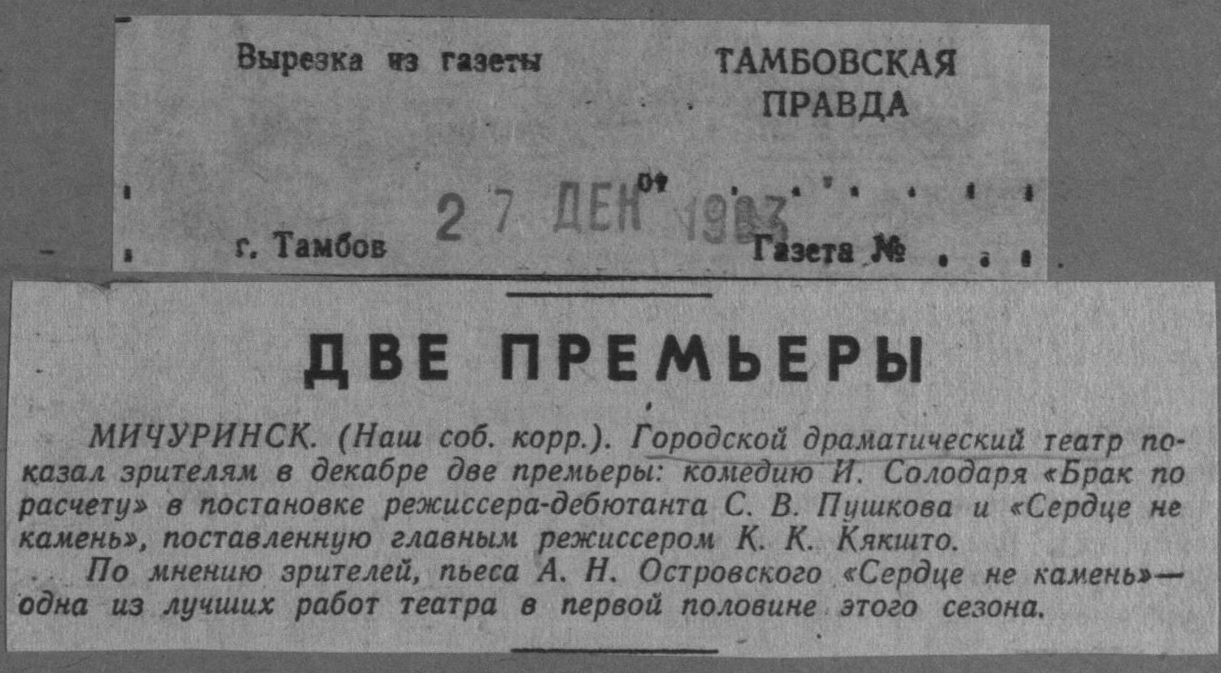 Вырезка из газеты
ТАМБОВСКАЯ
ПРАВДА
от . . . . . . .
27 ДЕК 1983
г. Тамбов
Газета № . . .
ДВЕ ПРЕМЬЕРЫ
МИЧУРИНСК. (Наш соб. корр.). Городской драматический театр по-
казал зрителям в декабре две премьеры: комедию И. Солодаря «Брак по
расчету» в постановке режиссера-дебютанта С. В. Пушкова и «Сердце не
камень», поставленную главным режиссером К. К. Кякшто.
По мнению зрителей, пьеса А. Н. Островского «Сердце не камень»—
одна из лучших работ театра в первой половине этого сезона.